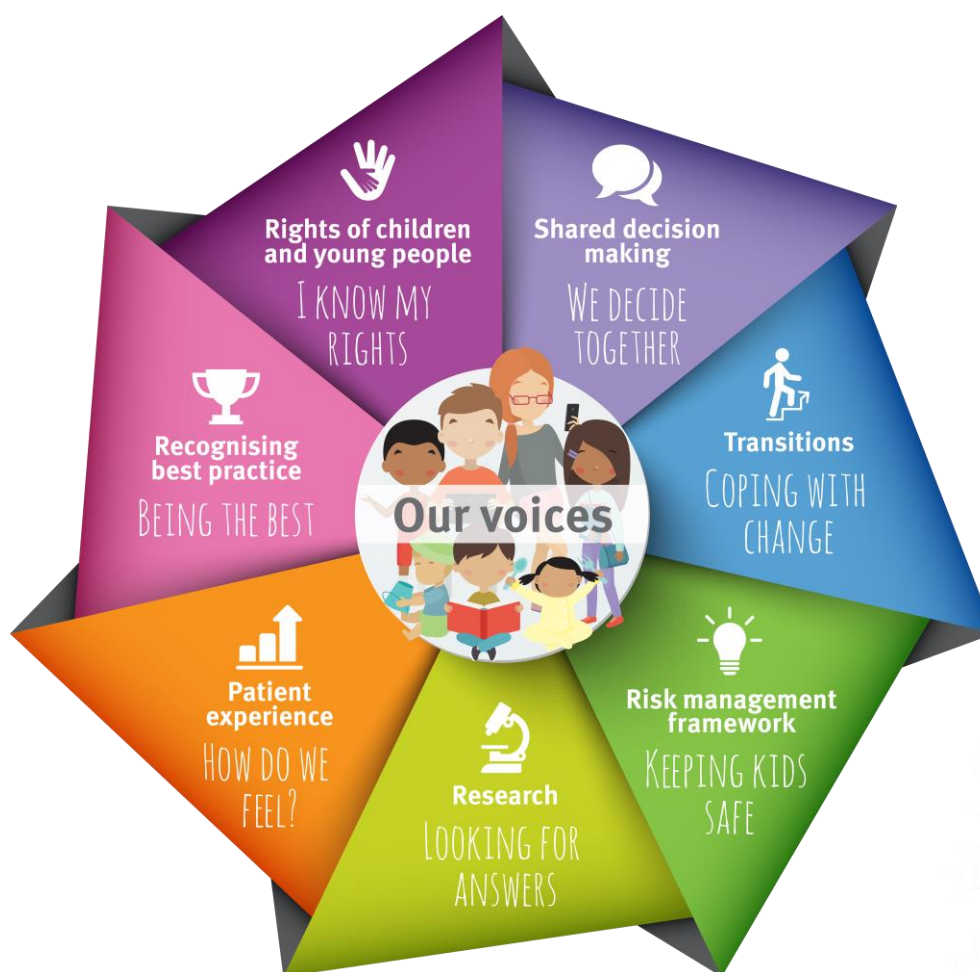 Rights of children
and young people
I KNOW MY
RIGHTS
Shared decision
making
WE DECIDE
TOGETHER
Transitions
COPING WITH
CHANGE
Risk management
framework
KEEPING KIDS
SAFE
Research
LOOKING FOR
ANSWERS
Patient
experience
HOW DO WE
FEEL?
Recognising
best practice
BEING THE BEST
Our voices